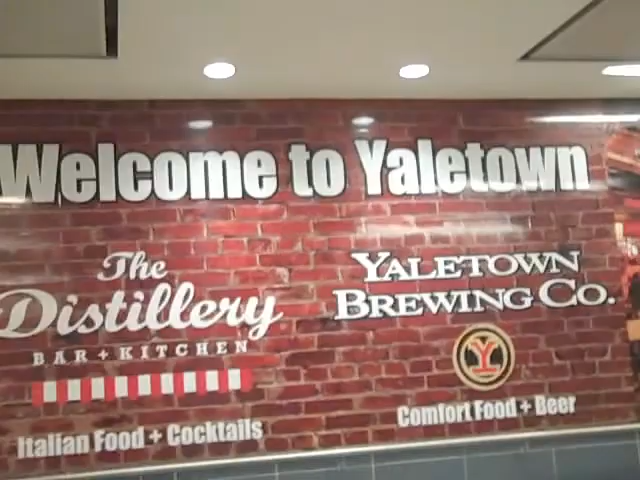 Welcome to Yaletown
The
Distillery
BAR + KITCHEN
Italian Food + Cocktails
YALETOWN
BREWING CO.
Y
Comfort Food + Beer